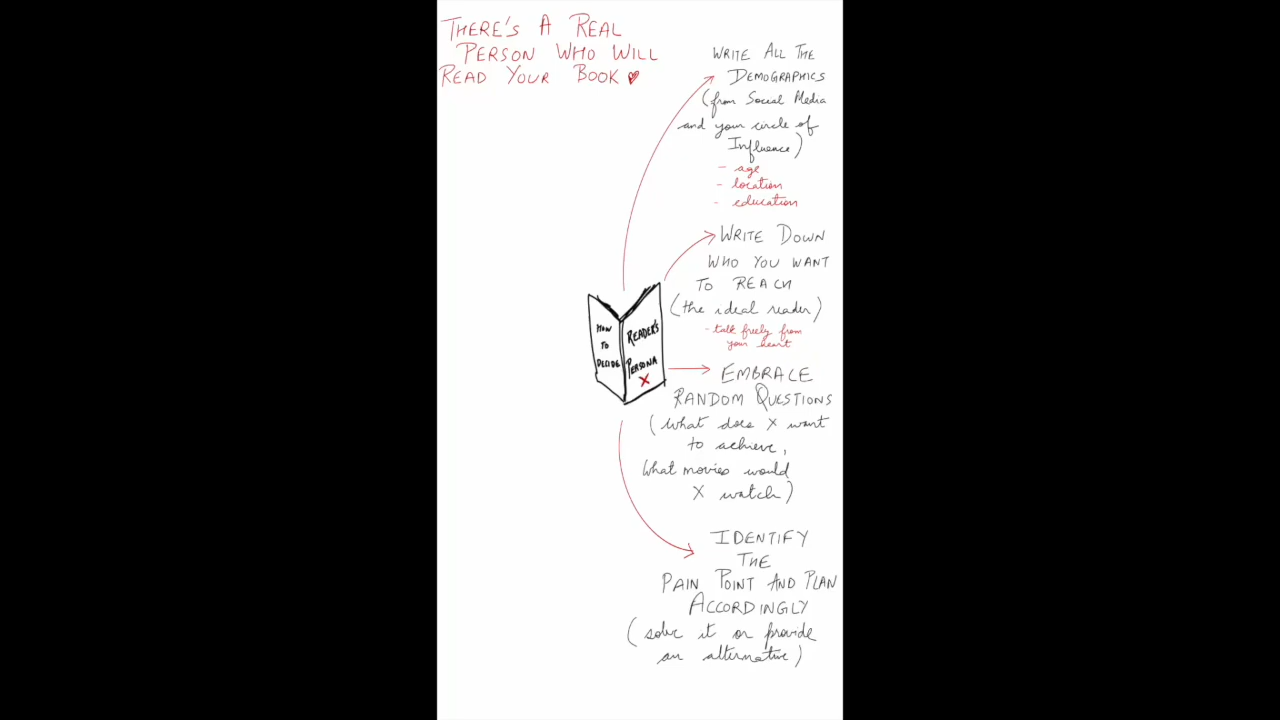 THERE'S A REAL
PERSON WHO WILL
READ YOUR BOOK
WRITE ALL THE
DEMOGRAPHICS
(from Social Media
and your circle of
Influence)
- age
- location
- education
WRITE DOWN
WHO YOU WANT
TO REACH
(the ideal reader)
- talk freely from
your heart
HOW
TO
DECIDE
READER'S
PERSONA
X
EMBRACE
RANDOM QUESTIONS
(What does X want
to achieve,
What movies would
X watch)
IDENTIFY
THE
PAIN POINT AND PLAN
ACCORDINGLY
(solve it or provide
an alternative)